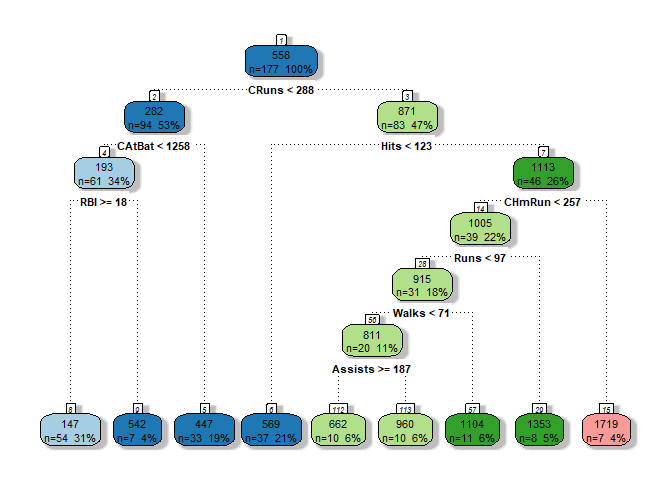 1
558
n=177 100%
CRuns < 288
2
282
n=94 53%
3
871
n=83 47%
CAtBat < 1258
Hits < 123
4
193
n=61 34%
7
1113
n=46 26%
RBI >= 18
CHmRun < 257
14
1005
n=39 22%
Runs < 97
28
915
n=31 18%
Walks < 71
56
811
n=20 11%
Assists >= 187
8
147
n=54 31%
9
542
n=7 4%
5
447
n=33 19%
6
569
n=37 21%
112
662
n=10 6%
113
960
n=10 6%
57
1104
n=11 6%
29
1353
n=8 5%
15
1719
n=7 4%